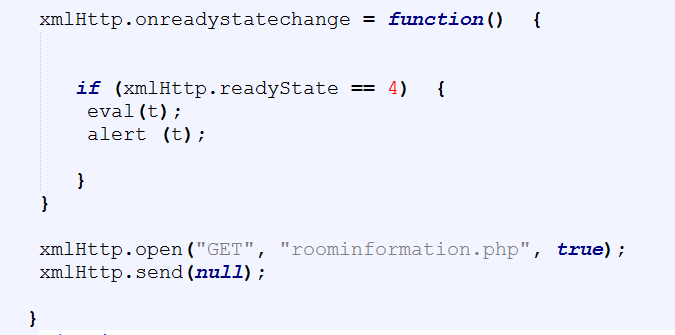 xmlHttp.onreadystatechange = function()  {
if (xmlHttp.readyState == 4)  {
eval(t);
alert (t);
}
}
xmlHttp.open("GET", "roominformation.php", true);
xmlHttp.send(null);
}